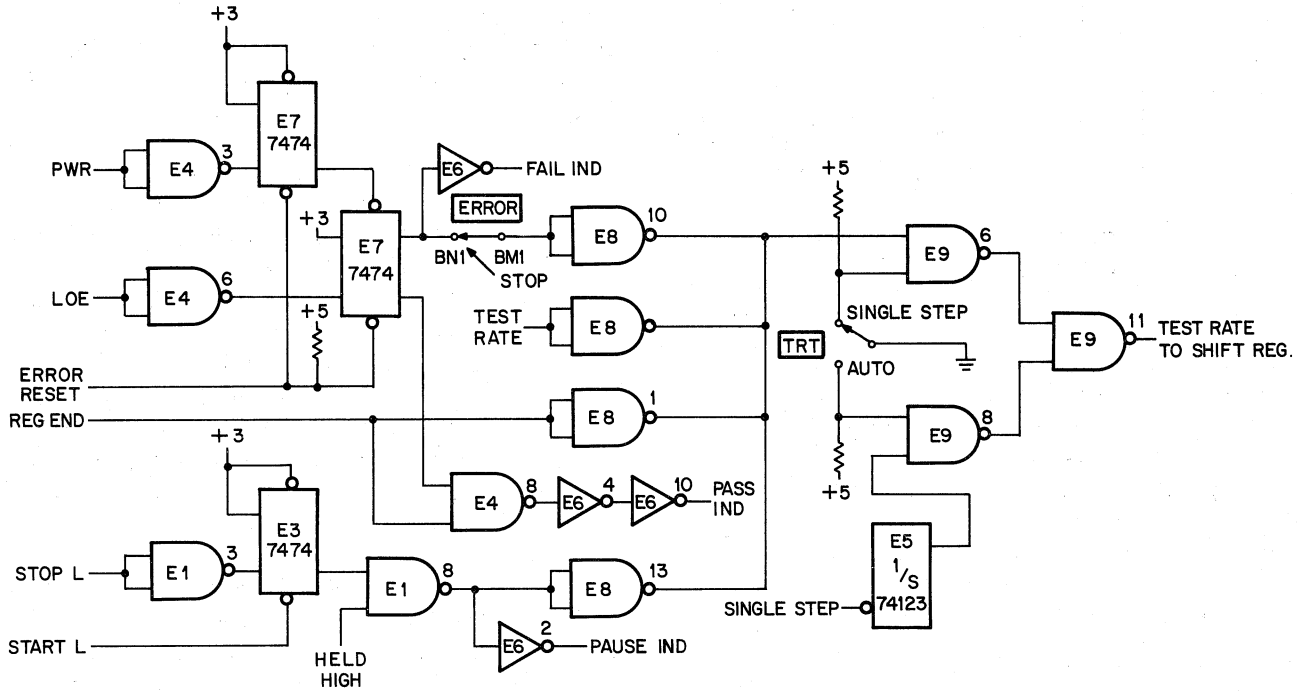 +3
E7
7474
PWR
E4
3
E6
FAIL IND
ERROR
+3
E7
7474
BN1
BM1
STOP
E8
10
+5
E9
6
LOE
E4
6
+5
TEST
RATE
E8
SINGLE STEP
TRT
AUTO
E9
11
TEST RATE
TO SHIFT REG.
ERROR
RESET
REG END
E8
1
E9
8
+5
+3
E3
7474
E4
8
E6
4
E6
10
PASS
IND
STOP L
E1
3
E1
8
E8
13
E5
1/S
74123
SINGLE STEP
START L
HELD
HIGH
E6
2
PAUSE IND